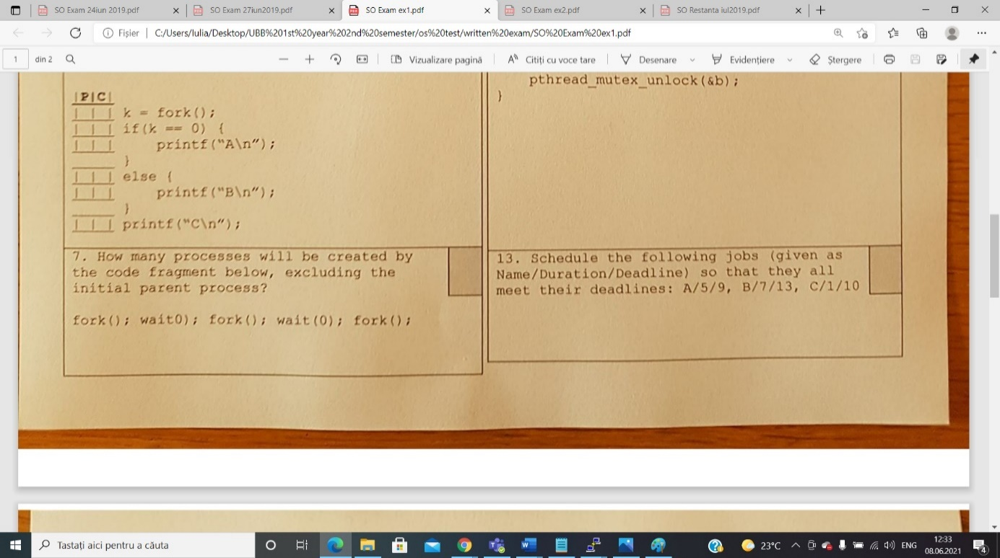 SO Exam 24iun 2019.pdf
SO Exam 27iun2019.pdf
SO Exam ex1.pdf
SO Exam ex2.pdf
SO Restanta iul2019.pdf
Fișier
C:/Users/Iulia/Desktop/UBB%201st%20year%202nd%20semester/os%20test/written%20exam/SO%20Exam%20ex1.pdf
1 din 2
Vizualizare pagină
Citiți cu voce tare
Desenare
Evidențiere
Ștergere
|P|C|
| | | k = fork();
| | | if(k == 0) {
| | | printf("A\n");
}
| | | else {
| | | printf("B\n");
}
| | | printf("C\n");
7. How many processes will be created by
the code fragment below, excluding the
initial parent process?
fork(); wait0); fork(); wait(0); fork();
pthread_mutex_unlock(&b);
}
13. Schedule the following jobs (given as
Name/Duration/Deadline) so that they all
meet their deadlines: A/5/9, B/7/13, C/1/10
Tastați aici pentru a căuta
23°C
ENG
12:33
08.06.2021
4